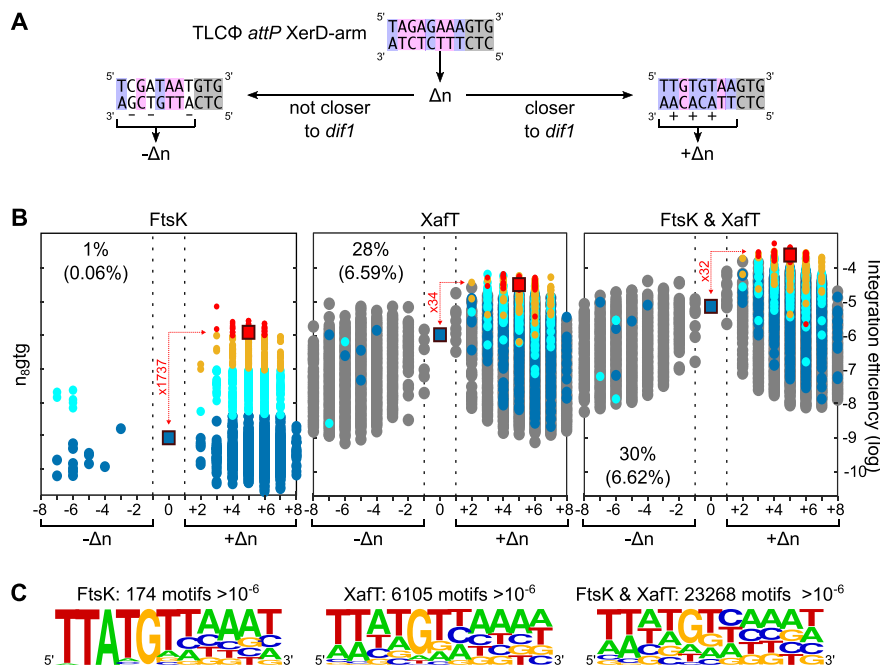 A
TLCΦ attP XerD-arm
5' TAGAGAAAGTG 3'
3' ATCTCTTTCTC 5'
5' TCGATAATGTG 3'
3' AGCTGTTACTC 5'
- - -
-Δn
not closer
to dif1
Δn
closer
to dif1
5' TTGTGTAAGTG 3'
3' AACACATTCTC 5'
+ + +
+Δn
B
FtsK
XafT
FtsK & XafT
1%
(0.06%)
28%
(6.59%)
30%
(6.62%)
x1737
x34
x32
n₈gtg
Integration efficiency (log)
-4
-5
-6
-7
-8
-9
-10
-8 -6 -4 -2 0 +2 +4 +6 +8
-8 -6 -4 -2 0 +2 +4 +6 +8
-8 -6 -4 -2 0 +2 +4 +6 +8
-Δn +Δn
-Δn +Δn
-Δn +Δn
C
FtsK: 174 motifs >10⁻⁶
XafT: 6105 motifs >10⁻⁶
FtsK & XafT: 23268 motifs >10⁻⁶
TTATGTTAAAT
TTATGTTAAAA
TTATGTCAAAT
5' 3'
5' 3'
5' 3'